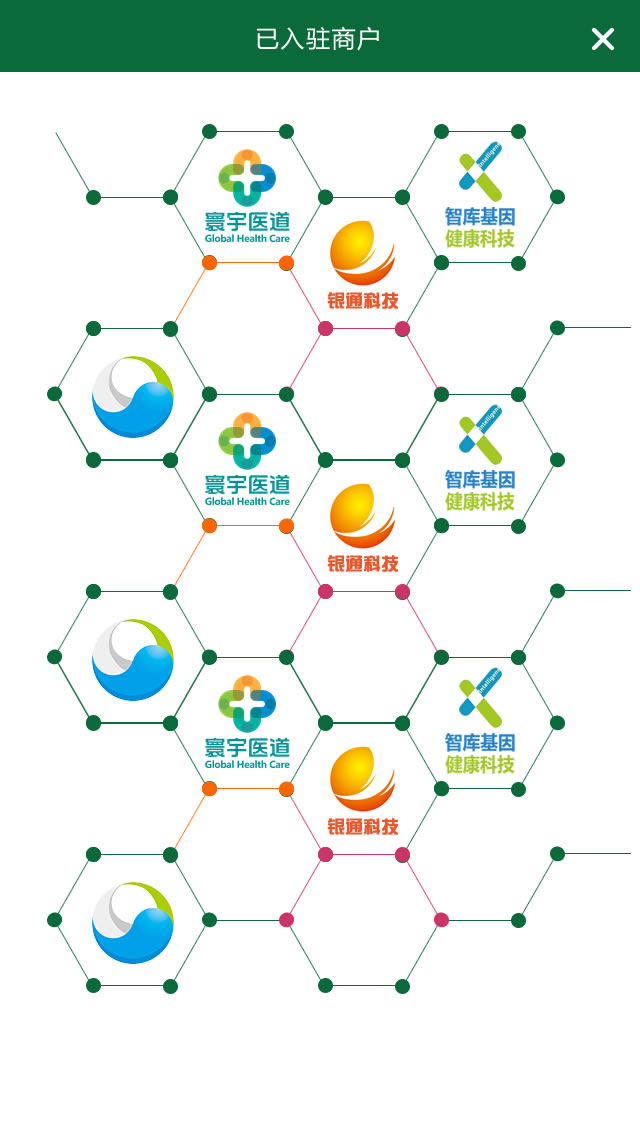 已入驻商户
寰宇医道
Global Health Care
Intelligene
智库基因
健康科技
银通科技
寰宇医道
Global Health Care
Intelligene
智库基因
健康科技
银通科技
寰宇医道
Global Health Care
Intelligene
智库基因
健康科技
银通科技